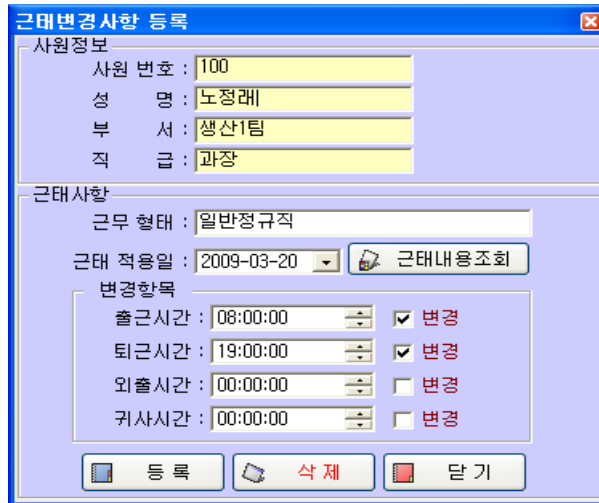 근태변경사항 등록
사원정보
사원 번호 : 100
성 명 : 노정래
부 서 : 생산1팀
직 급 : 과장
근태사항
근무 형태 : 일반정규직
근태 적용일 : 2009-03-20 근태내용조회
변경항목
출근시간 : 08:00:00 변경
퇴근시간 : 19:00:00 변경
외출시간 : 00:00:00 변경
귀사시간 : 00:00:00 변경
등 록 삭 제 닫 기